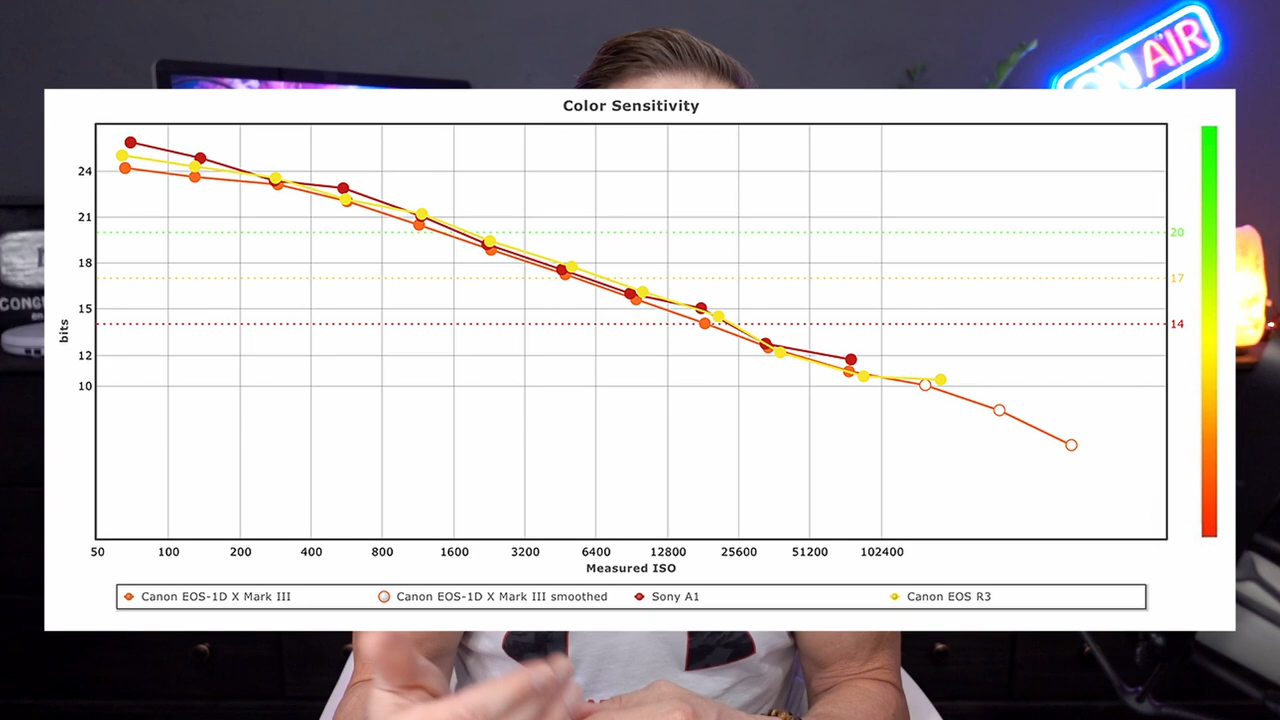 ON AIR
Color Sensitivity
24
21
18
15
12
10
bits
20
17
14
50 100 200 400 800 1600 3200 6400 12800 25600 51200 102400
Measured ISO
Canon EOS-1D X Mark III Canon EOS-1D X Mark III smoothed Sony A1 Canon EOS R3